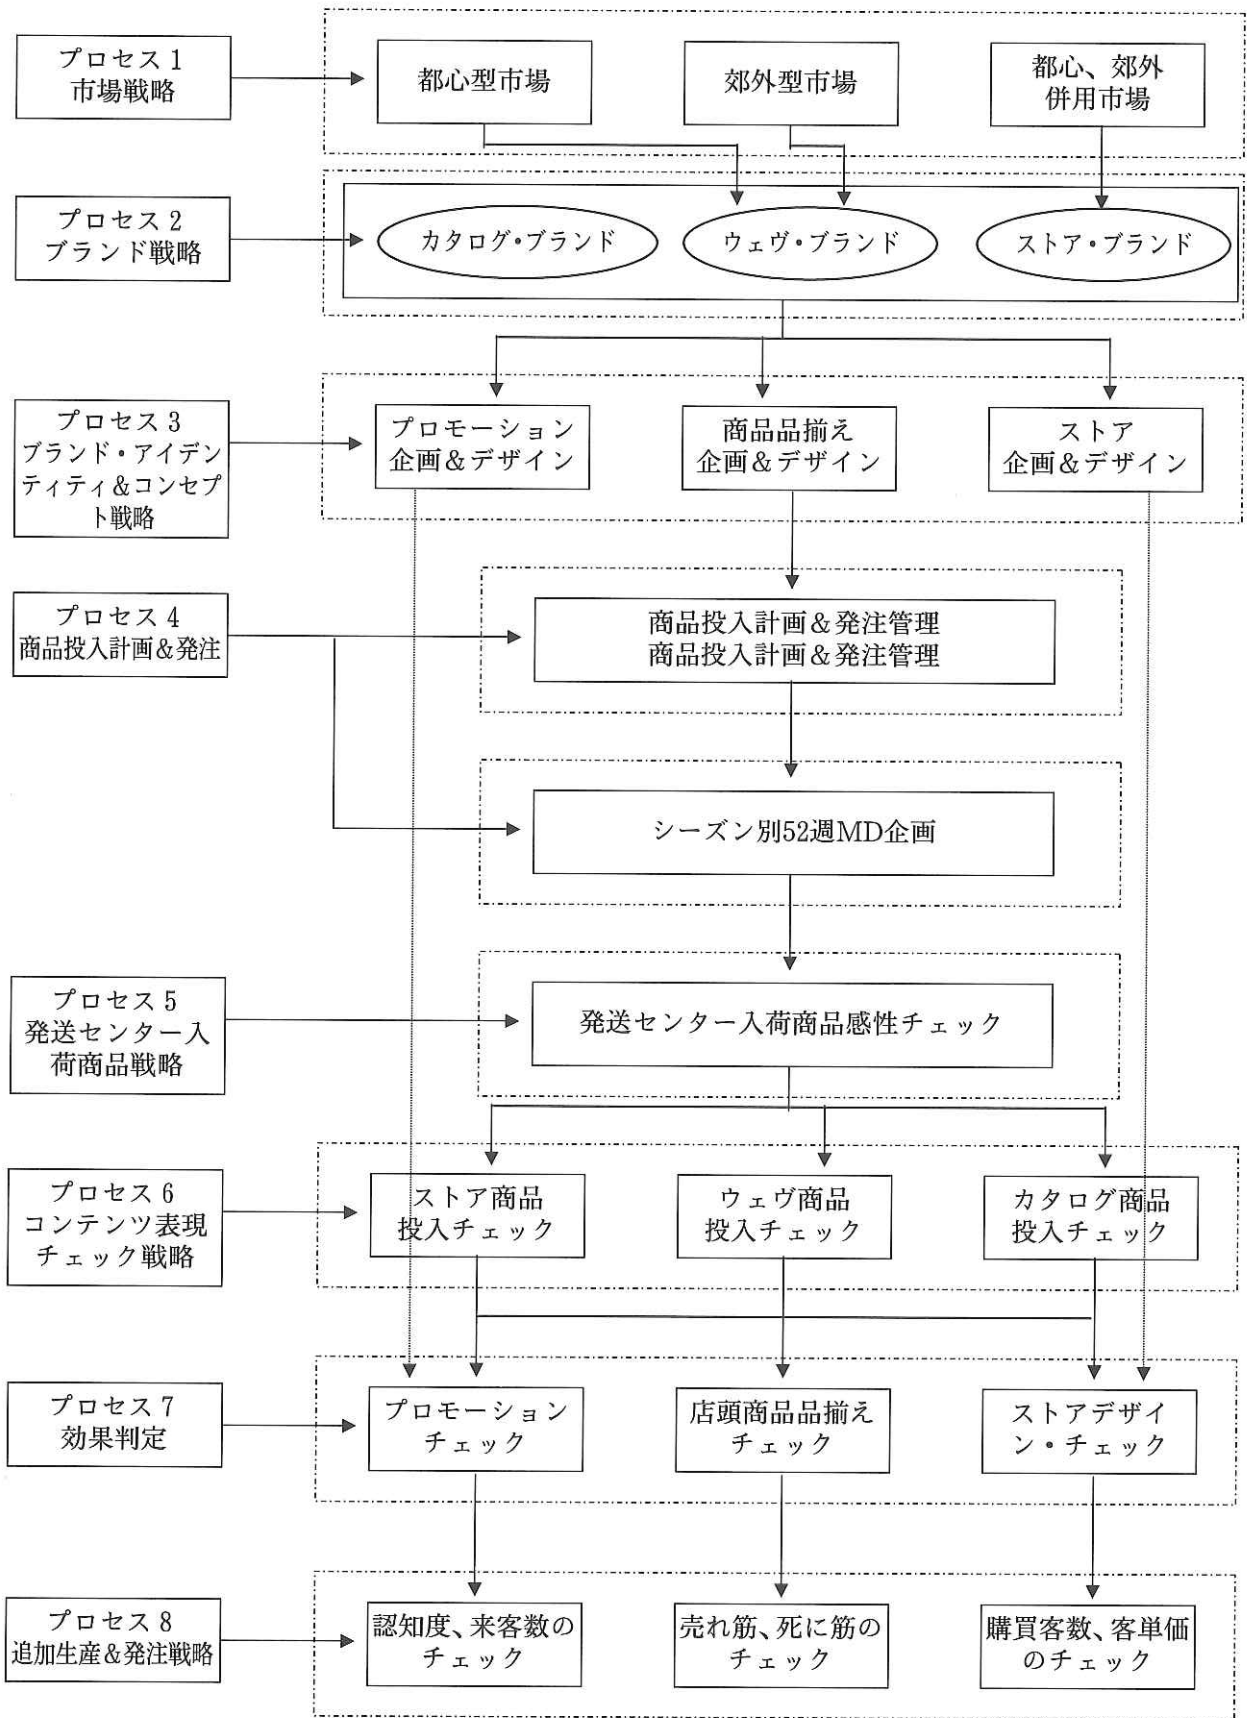 プロセス1
市場戦略
都心型市場
郊外型市場
都心、郊外
併用市場
プロセス2
ブランド戦略
カタログ・ブランド
ウェヴ・ブランド
ストア・ブランド
プロセス3
ブランド・アイデン
ティティ&コンセプ
ト戦略
プロモーション
企画&デザイン
商品品揃え
企画&デザイン
ストア
企画&デザイン
プロセス4
商品投入計画&発注
商品投入計画&発注管理
商品投入計画&発注管理
シーズン別52週MD企画
プロセス5
発送センター入
荷商品戦略
発送センター入荷商品感性チェック
プロセス6
コンテンツ表現
チェック戦略
ストア商品
投入チェック
ウェヴ商品
投入チェック
カタログ商品
投入チェック
プロセス7
効果判定
プロモーション
チェック
店頭商品品揃え
チェック
ストアデザイ
ン・チェック
プロセス8
追加生産&発注戦略
認知度、来客数の
チェック
売れ筋、死に筋の
チェック
購買客数、客単価
のチェック